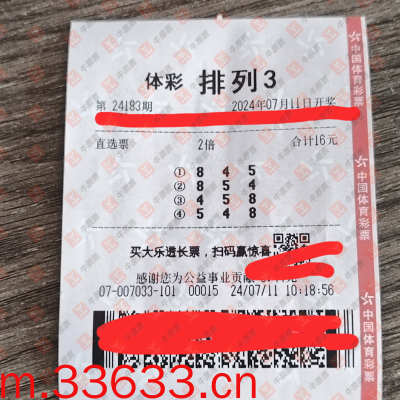 体彩 排列3
第 24183期 2024年07月11日开奖
直选票 2倍 合计16元
① 8 4 5
② 8 5 4
③ 4 5 8
④ 5 4 8
买大乐透长票，扫码赢惊喜
感谢您为公益事业贡献
07-007033-101 00015 24/07/11 10:18:56
中国体育彩票
中国体育彩票
中国体育彩票
m.33633.cn